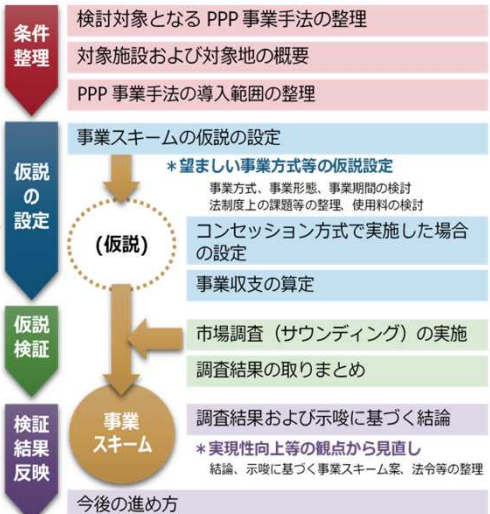 条件
整理
検討対象となる PPP 事業手法の整理
対象施設および対象地の概要
PPP 事業手法の導入範囲の整理
仮説
の
設定
事業スキームの仮説の設定
＊望ましい事業方式等の仮説設定
事業方式、事業形態、事業期間の検討
法制度上の課題等の整理、使用料の検討
(仮説)
コンセッション方式で実施した場合
の設定
事業収支の算定
仮説
検証
市場調査（サウンディング）の実施
調査結果の取りまとめ
検証
結果
反映
事業
スキーム
調査結果および示唆に基づく結論
＊実現性向上等の観点から見直し
結論、示唆に基づく事業スキーム案、法令等の整理
今後の進め方